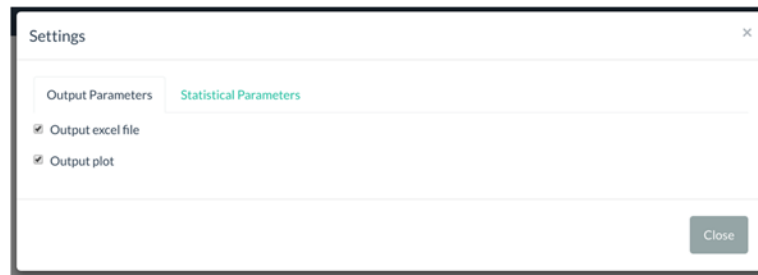 Settings
×
Output Parameters Statistical Parameters
Output excel file
Output plot
Close